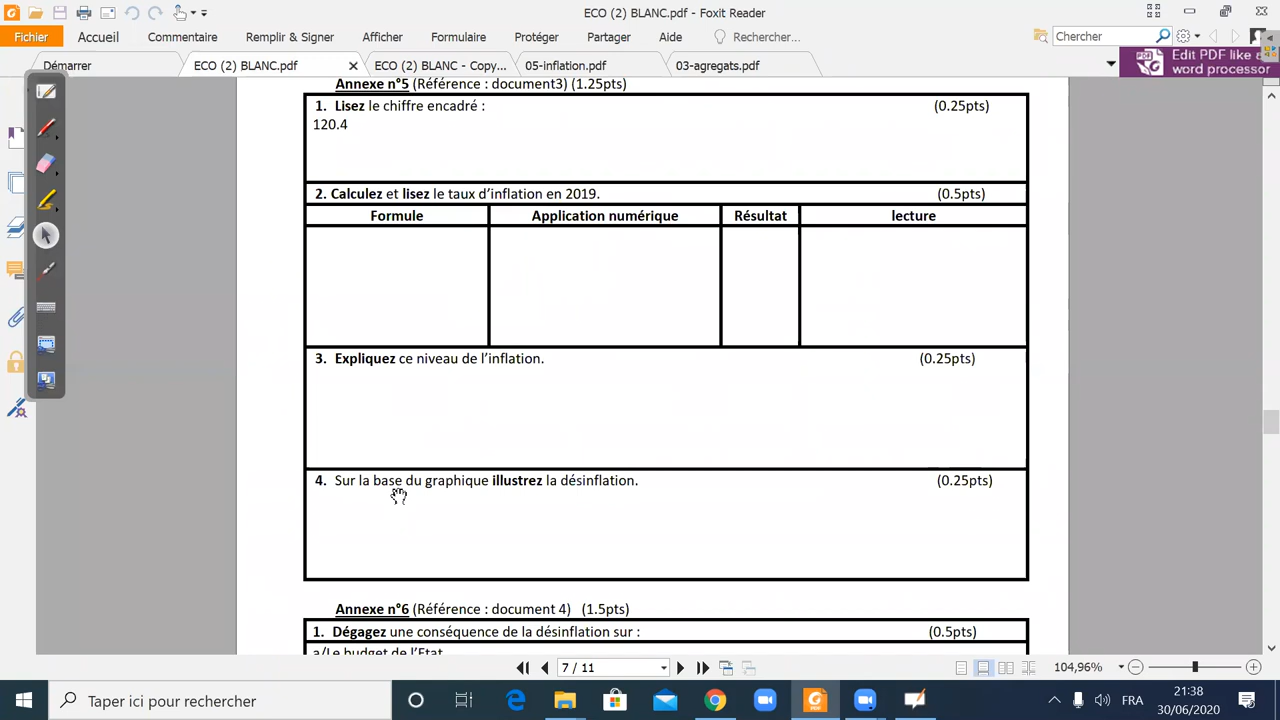 ECO (2) BLANC.pdf - Foxit Reader
Fichier Accueil Commentaire Remplir & Signer Afficher Formulaire Protéger Partager Aide Rechercher... Chercher
Démarrer ECO (2) BLANC.pdf ECO (2) BLANC - Copy... 05-inflation.pdf 03-agregats.pdf
Edit PDF like a
word processor
Annexe n°5 (Référence : document3) (1.25pts)
1. Lisez le chiffre encadré : (0.25pts)
120.4
2. Calculez et lisez le taux d'inflation en 2019. (0.5pts)
Formule Application numérique Résultat lecture
3. Expliquez ce niveau de l'inflation. (0.25pts)
4. Sur la base du graphique illustrez la désinflation. (0.25pts)
Annexe n°6 (Référence : document 4) (1.5pts)
1. Dégagez une conséquence de la désinflation sur : (0.5pts)
a/Le budget de l'Etat
7 / 11 104,96%
Taper ici pour rechercher FRA 21:38
30/06/2020